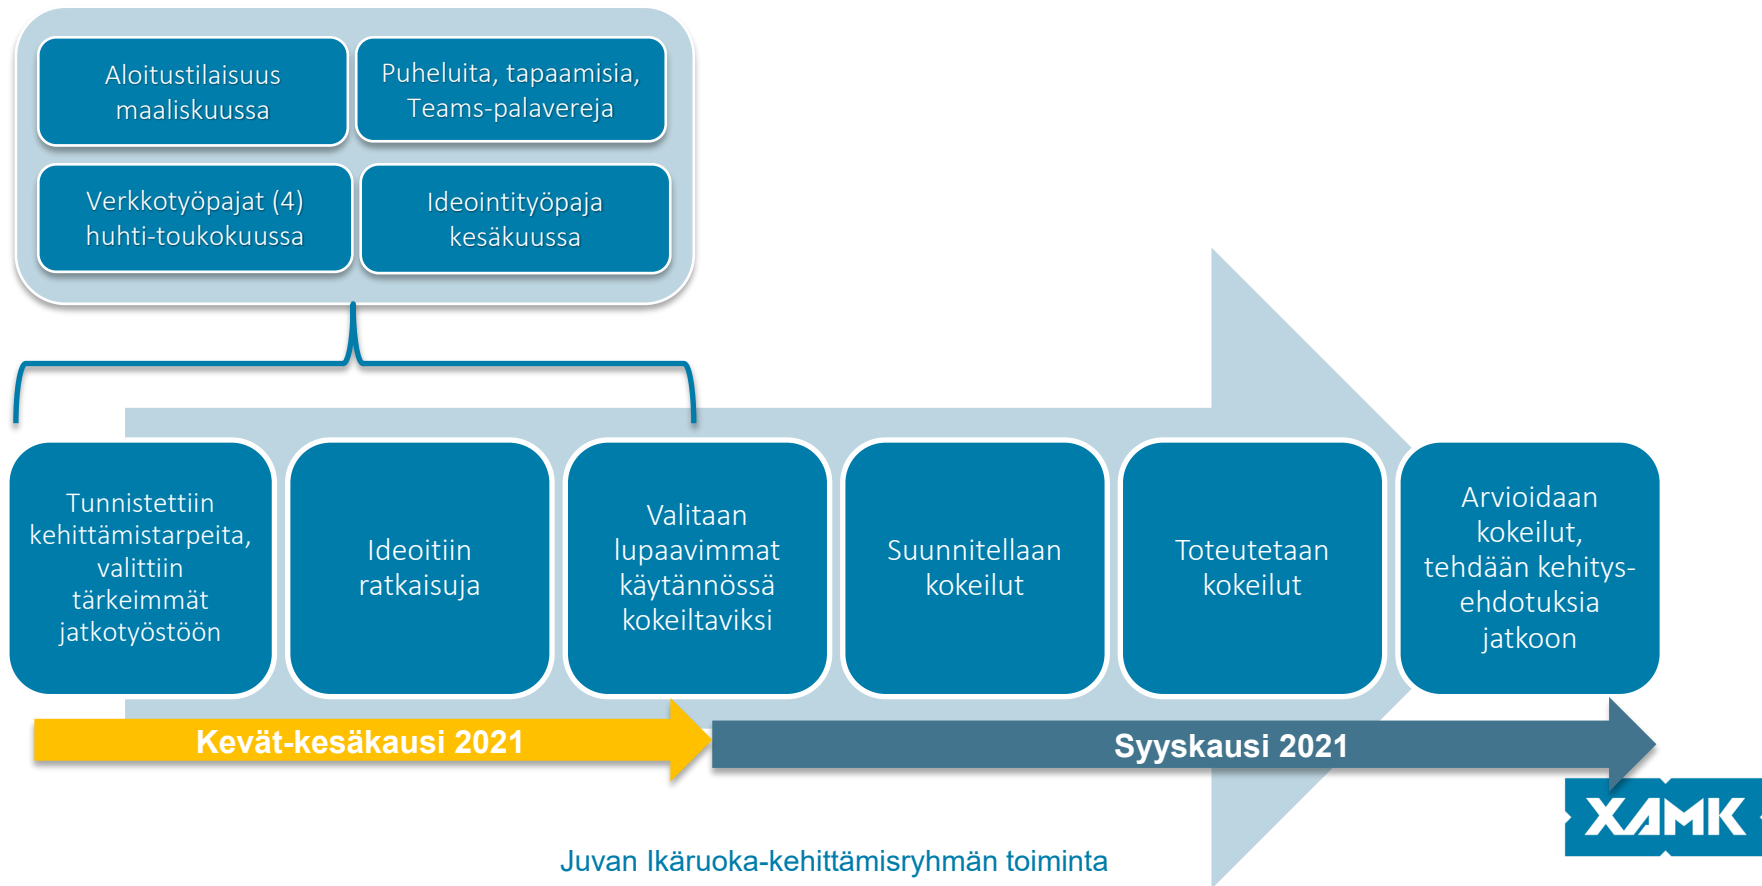 Aloitustilaisuus
maaliskuussa
Puheluita, tapaamisia,
Teams-palavereja
Verkkotyöpajat (4)
huhti-toukokuussa
Ideointityöpaja
kesäkuussa
Tunnistettiin
kehittämistarpeita,
valittiin
tärkeimmät
jatkotyöstöön
Ideoitiin
ratkaisuja
Valitaan
lupaavimmat
käytännössä
kokeiltaviksi
Suunnitellaan
kokeilut
Toteutetaan
kokeilut
Arvioidaan
kokeilut,
tehdään kehitys-
ehdotuksia
jatkoon
Kevät-kesäkausi 2021
Syyskausi 2021
XAMK
Juvan Ikäruoka-kehittämisryhmän toiminta